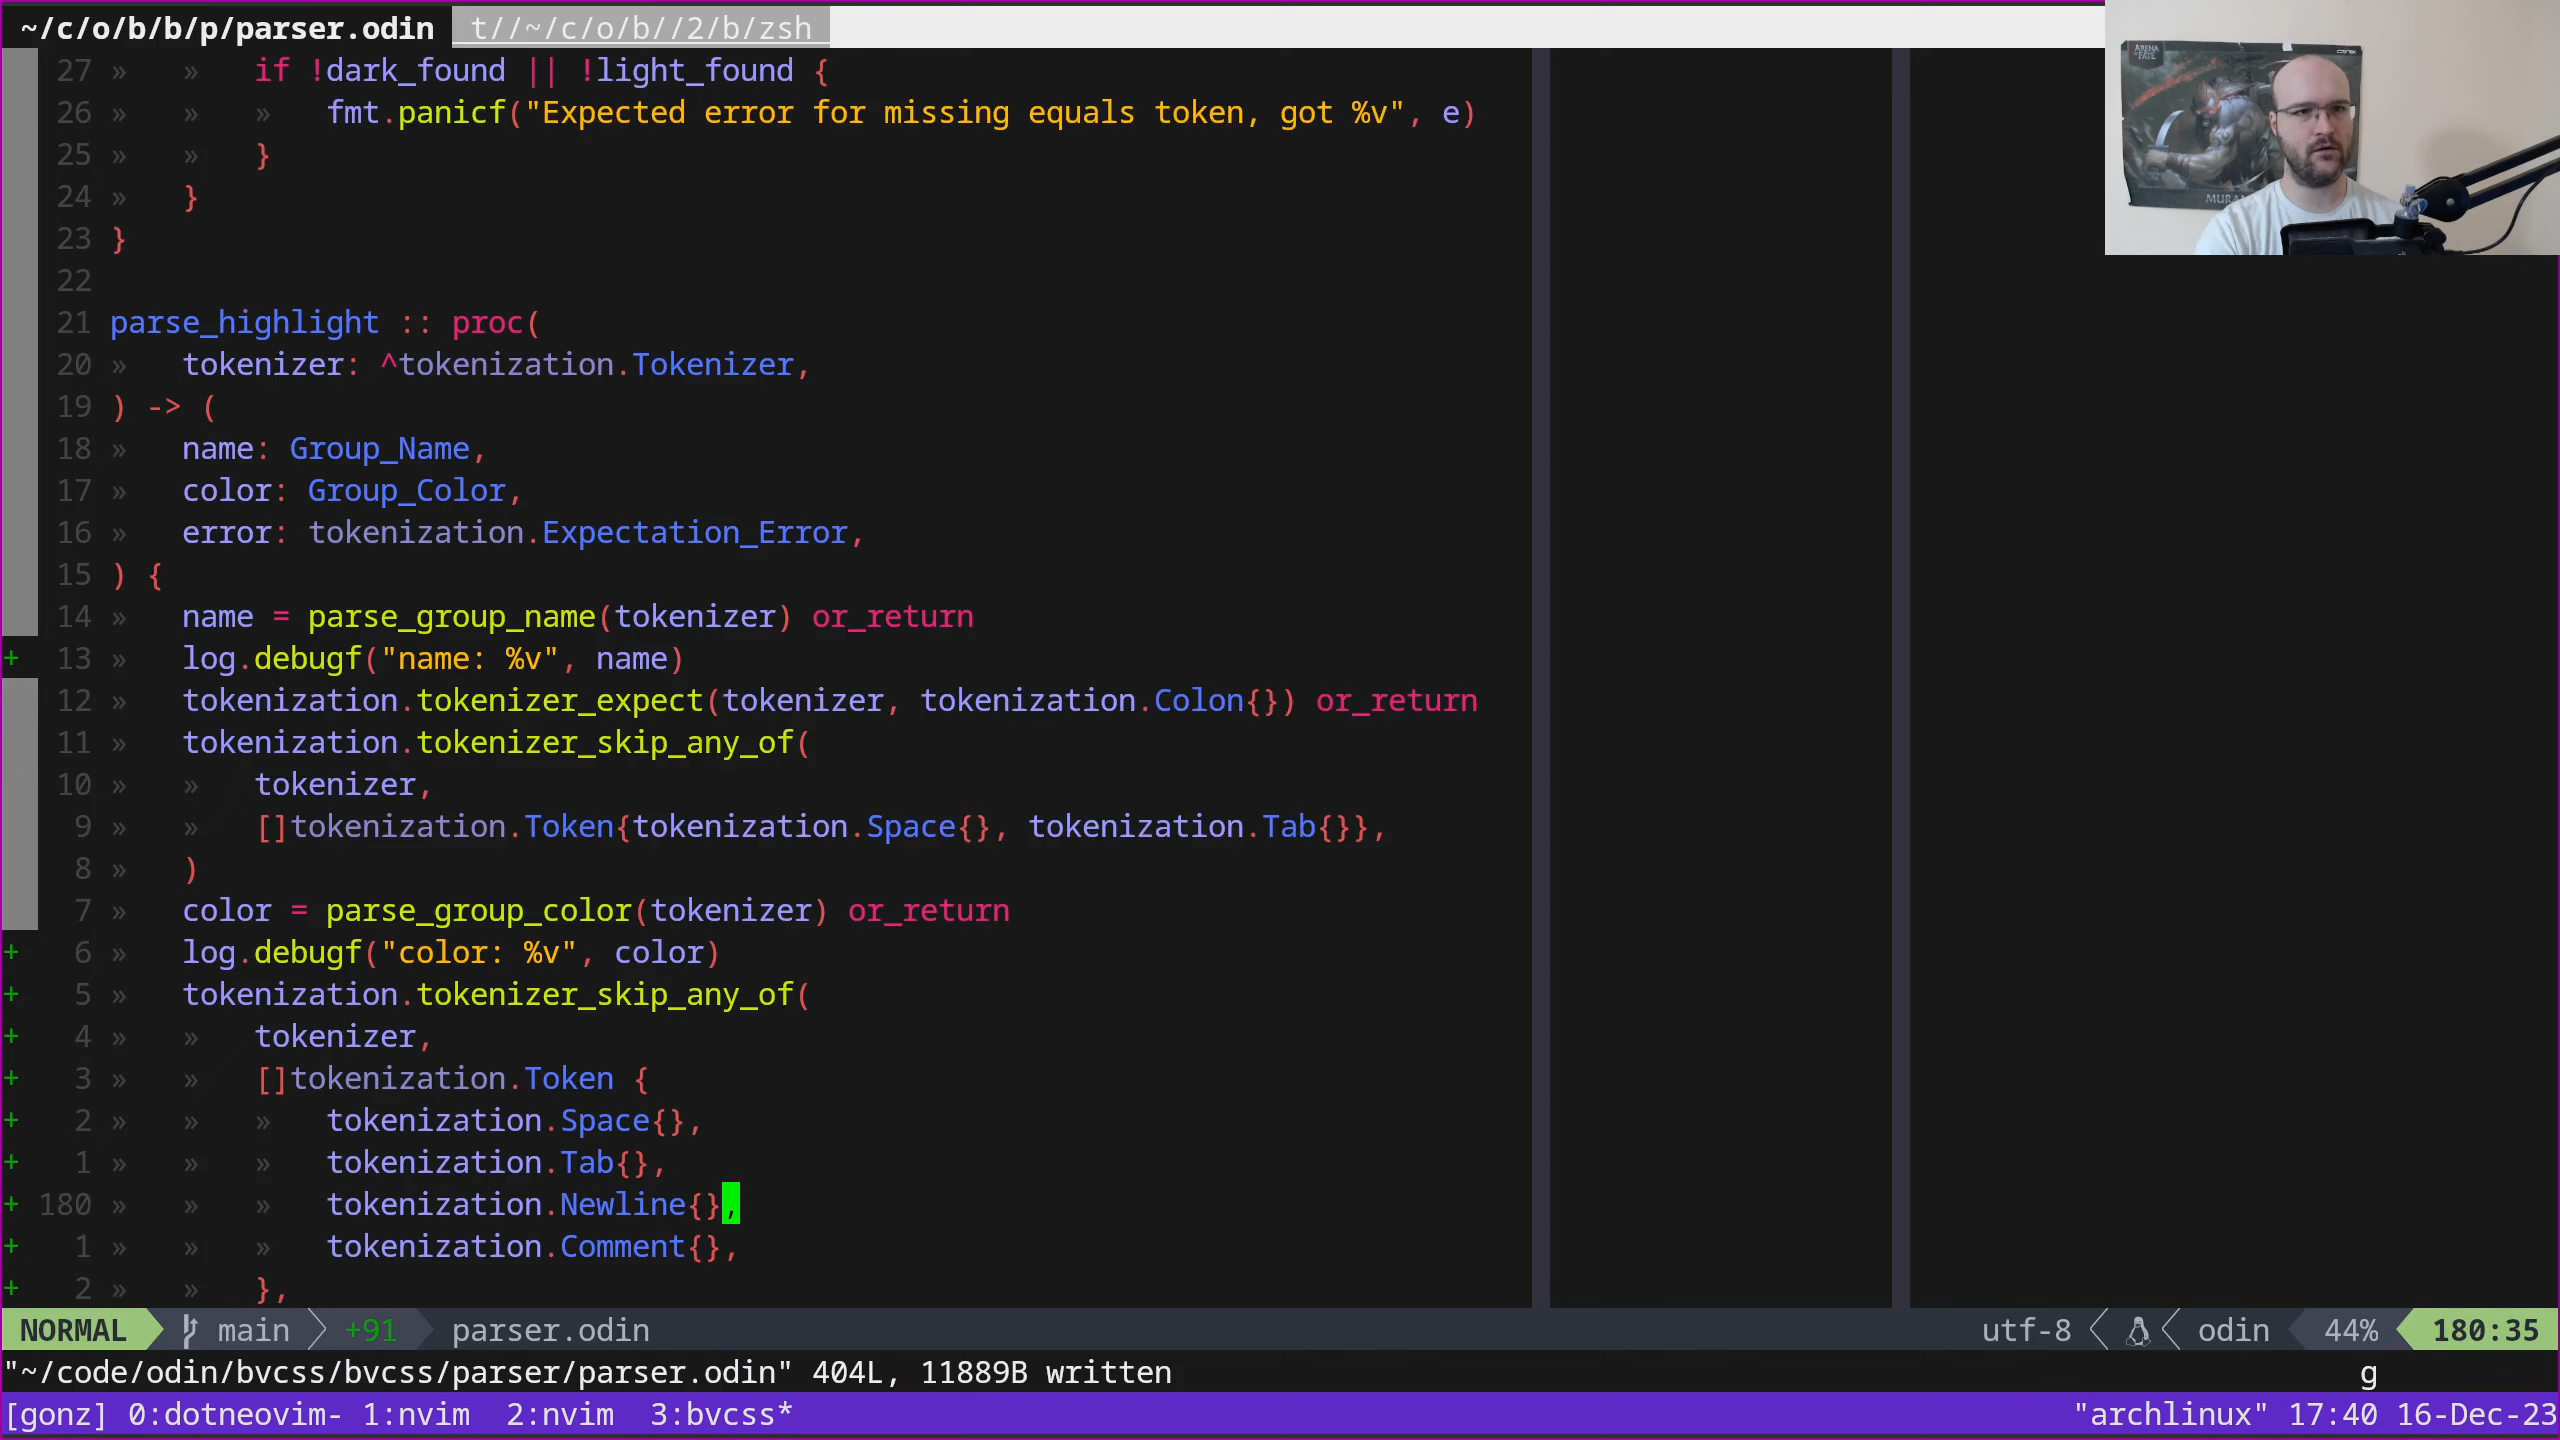 ~/c/o/b/b/p/parser.odin t//~/c/o/b//2/b/zsh
ARENA OF FATE
27 » » if !dark_found || !light_found {
26 » » » fmt.panicf("Expected error for missing equals token, got %v", e)
25 » » }
24 » }
23 }
22
21 parse_highlight :: proc(
20 » tokenizer: ^tokenization.Tokenizer,
19 ) -> (
18 » name: Group_Name,
17 » color: Group_Color,
16 » error: tokenization.Expectation_Error,
15 ) {
14 » name = parse_group_name(tokenizer) or_return
+ 13 » log.debugf("name: %v", name)
12 » tokenization.tokenizer_expect(tokenizer, tokenization.Colon{}) or_return
11 » tokenization.tokenizer_skip_any_of(
10 » » tokenizer,
9 » » []tokenization.Token{tokenization.Space{}, tokenization.Tab{}},
8 » )
7 » color = parse_group_color(tokenizer) or_return
+ 6 » log.debugf("color: %v", color)
+ 5 » tokenization.tokenizer_skip_any_of(
+ 4 » » tokenizer,
+ 3 » » []tokenization.Token {
+ 2 » » » tokenization.Space{},
+ 1 » » » tokenization.Tab{},
+ 180 » » » tokenization.Newline{},
+ 1 » » » tokenization.Comment{},
+ 2 » » },
NORMAL main +91 parser.odin utf-8 odin 44% 180:35
"~/code/odin/bvcss/bvcss/parser/parser.odin" 404L, 11889B written g
[gonz] 0:dotneovim- 1:nvim 2:nvim 3:bvcss* "archlinux" 17:40 16-Dec-23